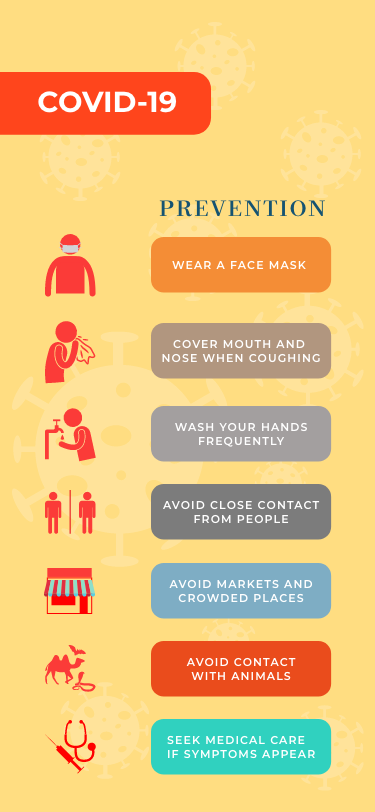 COVID-19
PREVENTION
WEAR A FACE MASK
COVER MOUTH AND
NOSE WHEN COUGHING
WASH YOUR HANDS
FREQUENTLY
AVOID CLOSE CONTACT
FROM PEOPLE
AVOID MARKETS AND
CROWDED PLACES
AVOID CONTACT
WITH ANIMALS
SEEK MEDICAL CARE
IF SYMPTOMS APPEAR